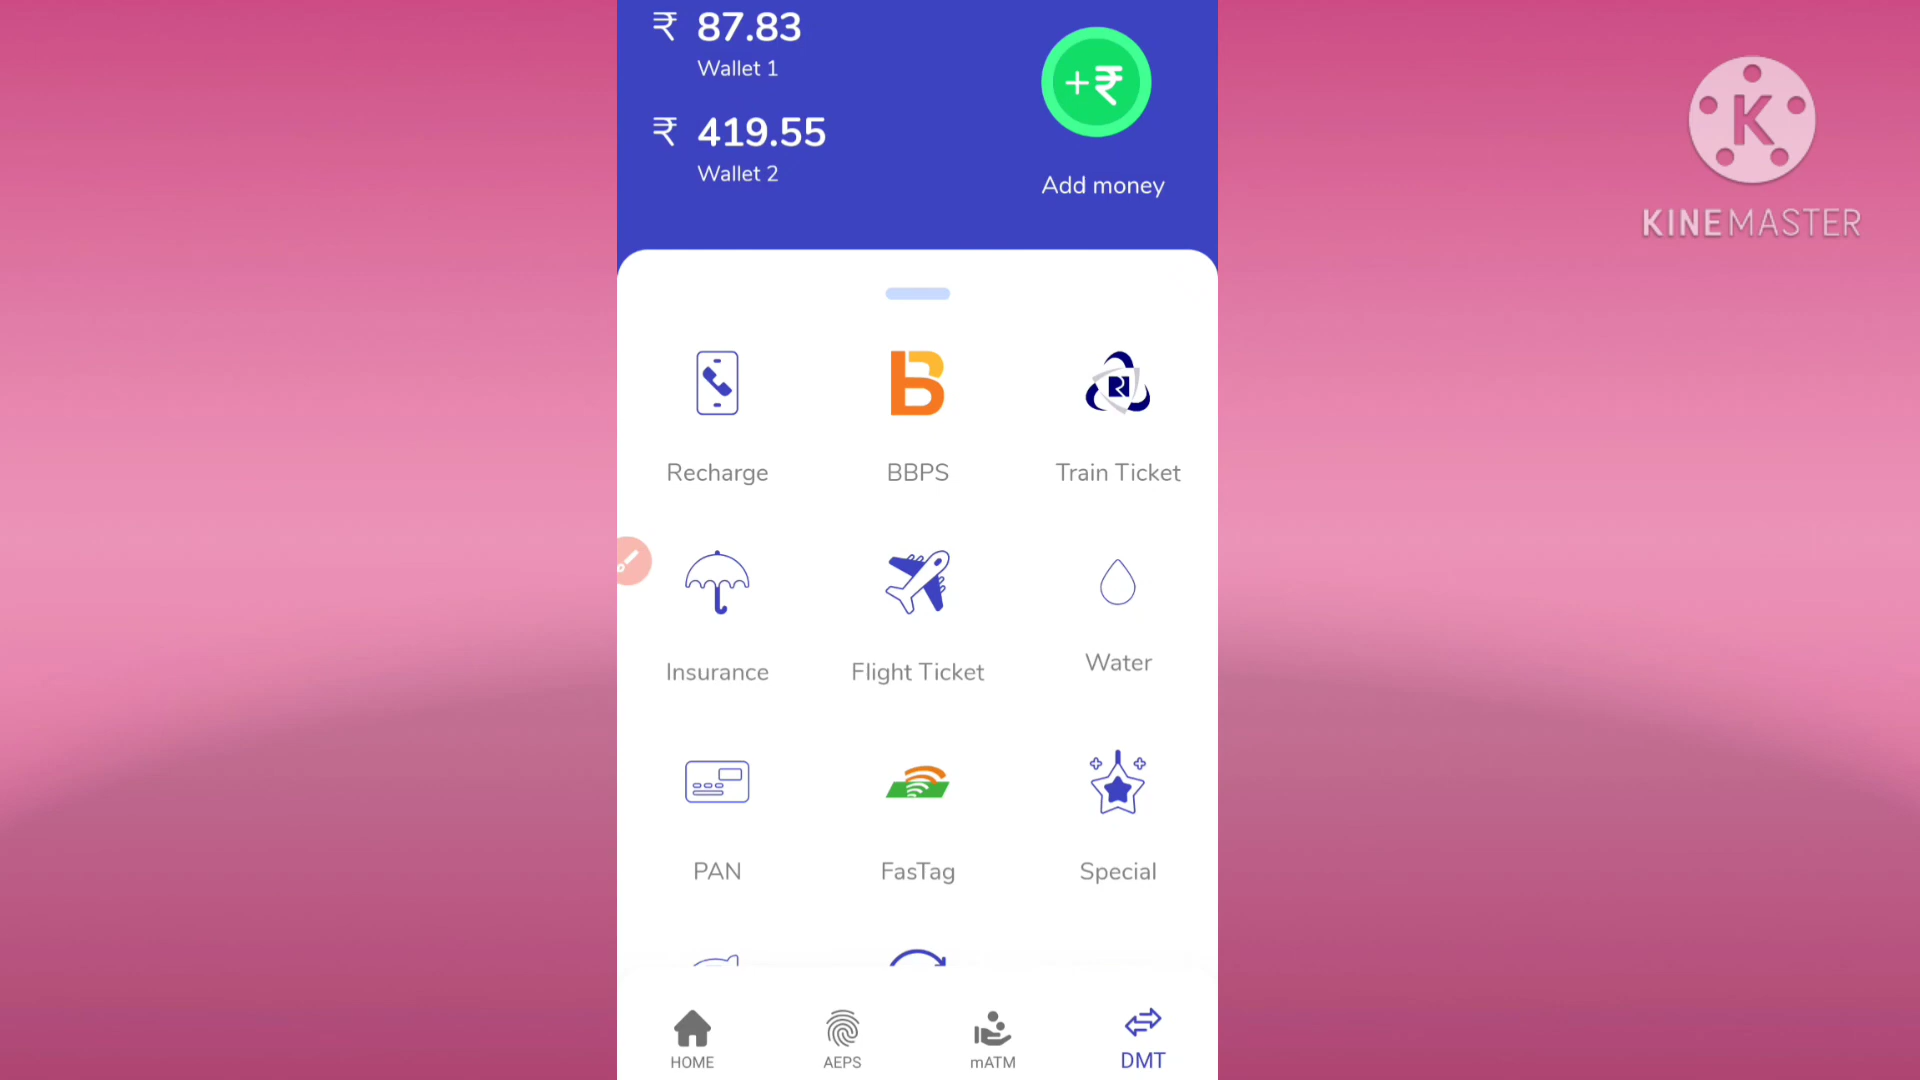 ₹ 87.83
Wallet 1
+₹
₹ 419.55
Wallet 2
Add money
K
KINEMASTER
Recharge
BBPS
Train Ticket
Insurance
Flight Ticket
Water
PAN
FasTag
Special
HOME
AEPS
mATM
DMT